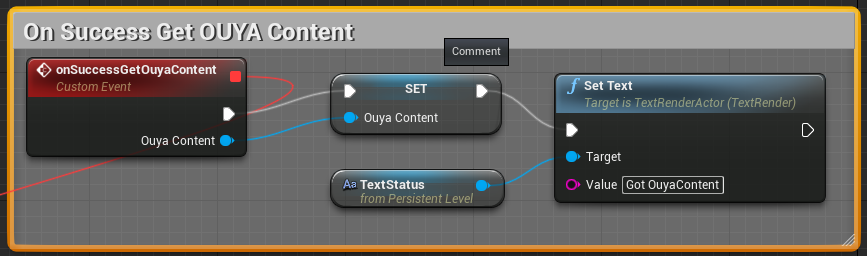 On Success Get OUYA Content
Comment
onSuccessGetOuyaContent
Custom Event
Ouya Content
SET
Ouya Content
Aa TextStatus
from Persistent Level
f Set Text
Target is TextRenderActor (TextRender)
Target
Value Got OuyaContent